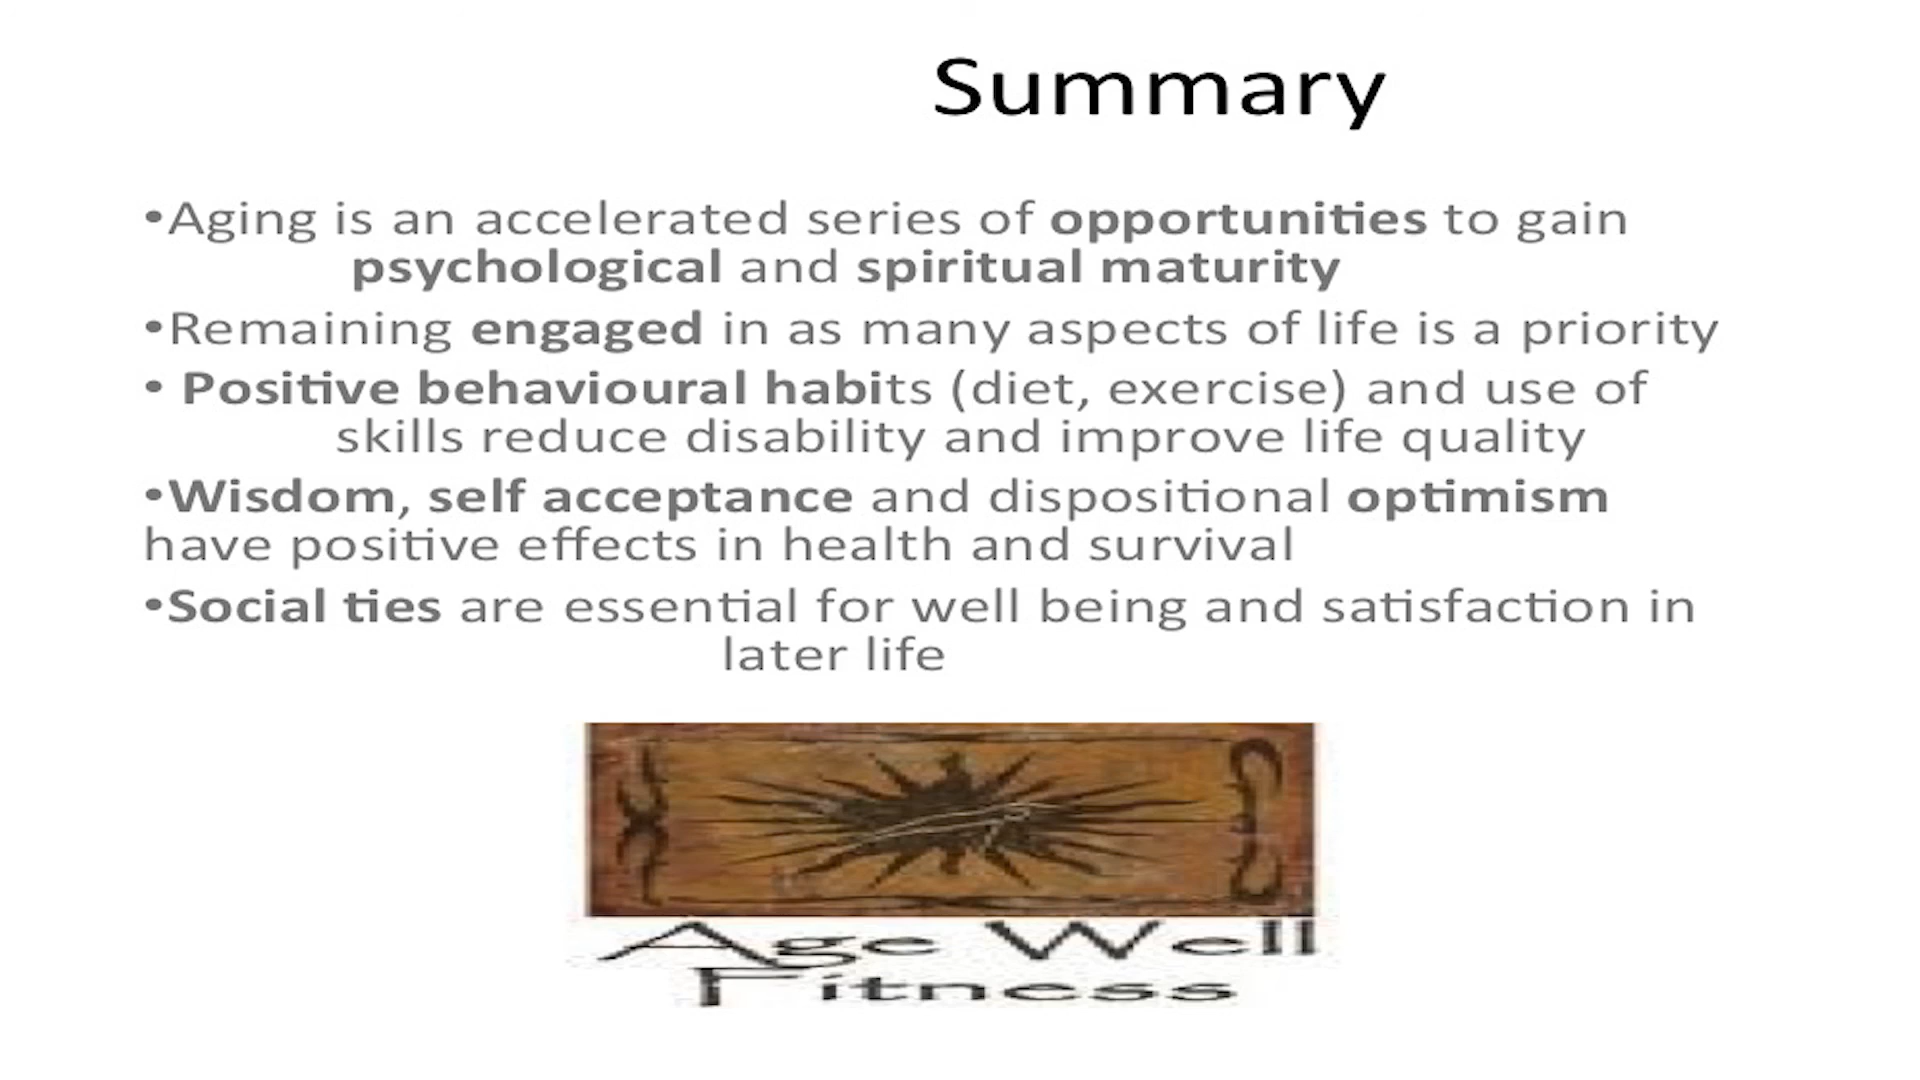 Summary
•Aging is an accelerated series of opportunities to gain
psychological and spiritual maturity
•Remaining engaged in as many aspects of life is a priority
• Positive behavioural habits (diet, exercise) and use of
skills reduce disability and improve life quality
•Wisdom, self acceptance and dispositional optimism
have positive effects in health and survival
•Social ties are essential for well being and satisfaction in
later life
Age Well
Fitness